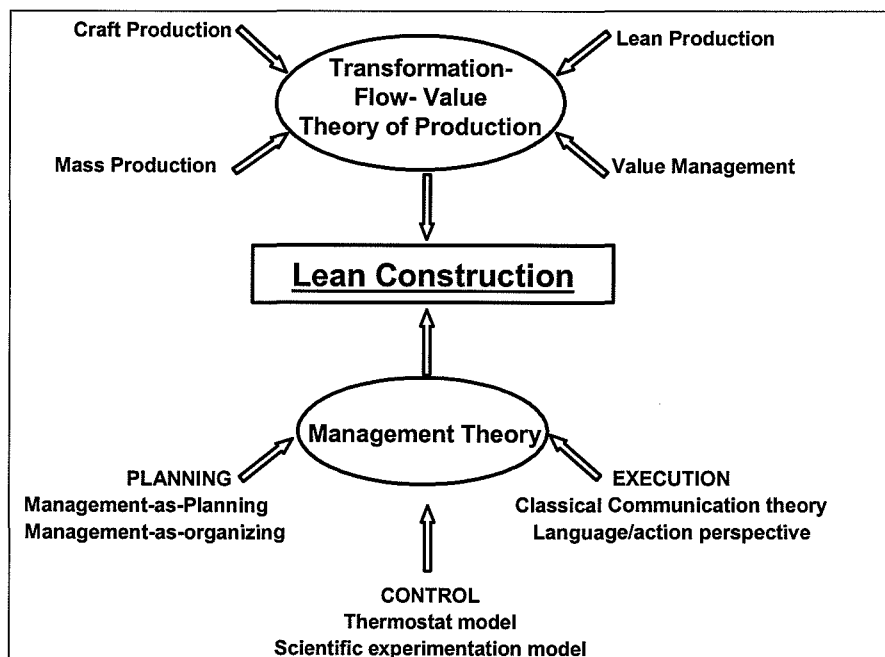 Craft Production
Lean Production
Transformation-
Flow- Value
Theory of Production
Mass Production
Value Management
Lean Construction
Management Theory
PLANNING
Management-as-Planning
Management-as-organizing
EXECUTION
Classical Communication theory
Language/action perspective
CONTROL
Thermostat model
Scientific experimentation model